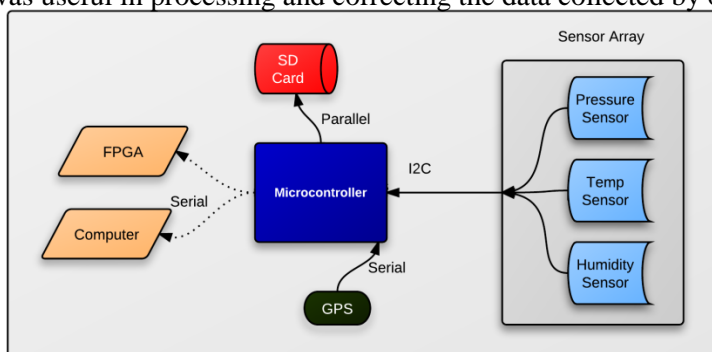 was useful in processing and correcting the data collected by
Sensor Array
SD
Card
Pressure
Sensor
Parallel
FPGA
I2C
Microcontroller
Temp
Sensor
Serial
Computer
Serial
Humidity
Sensor
GPS